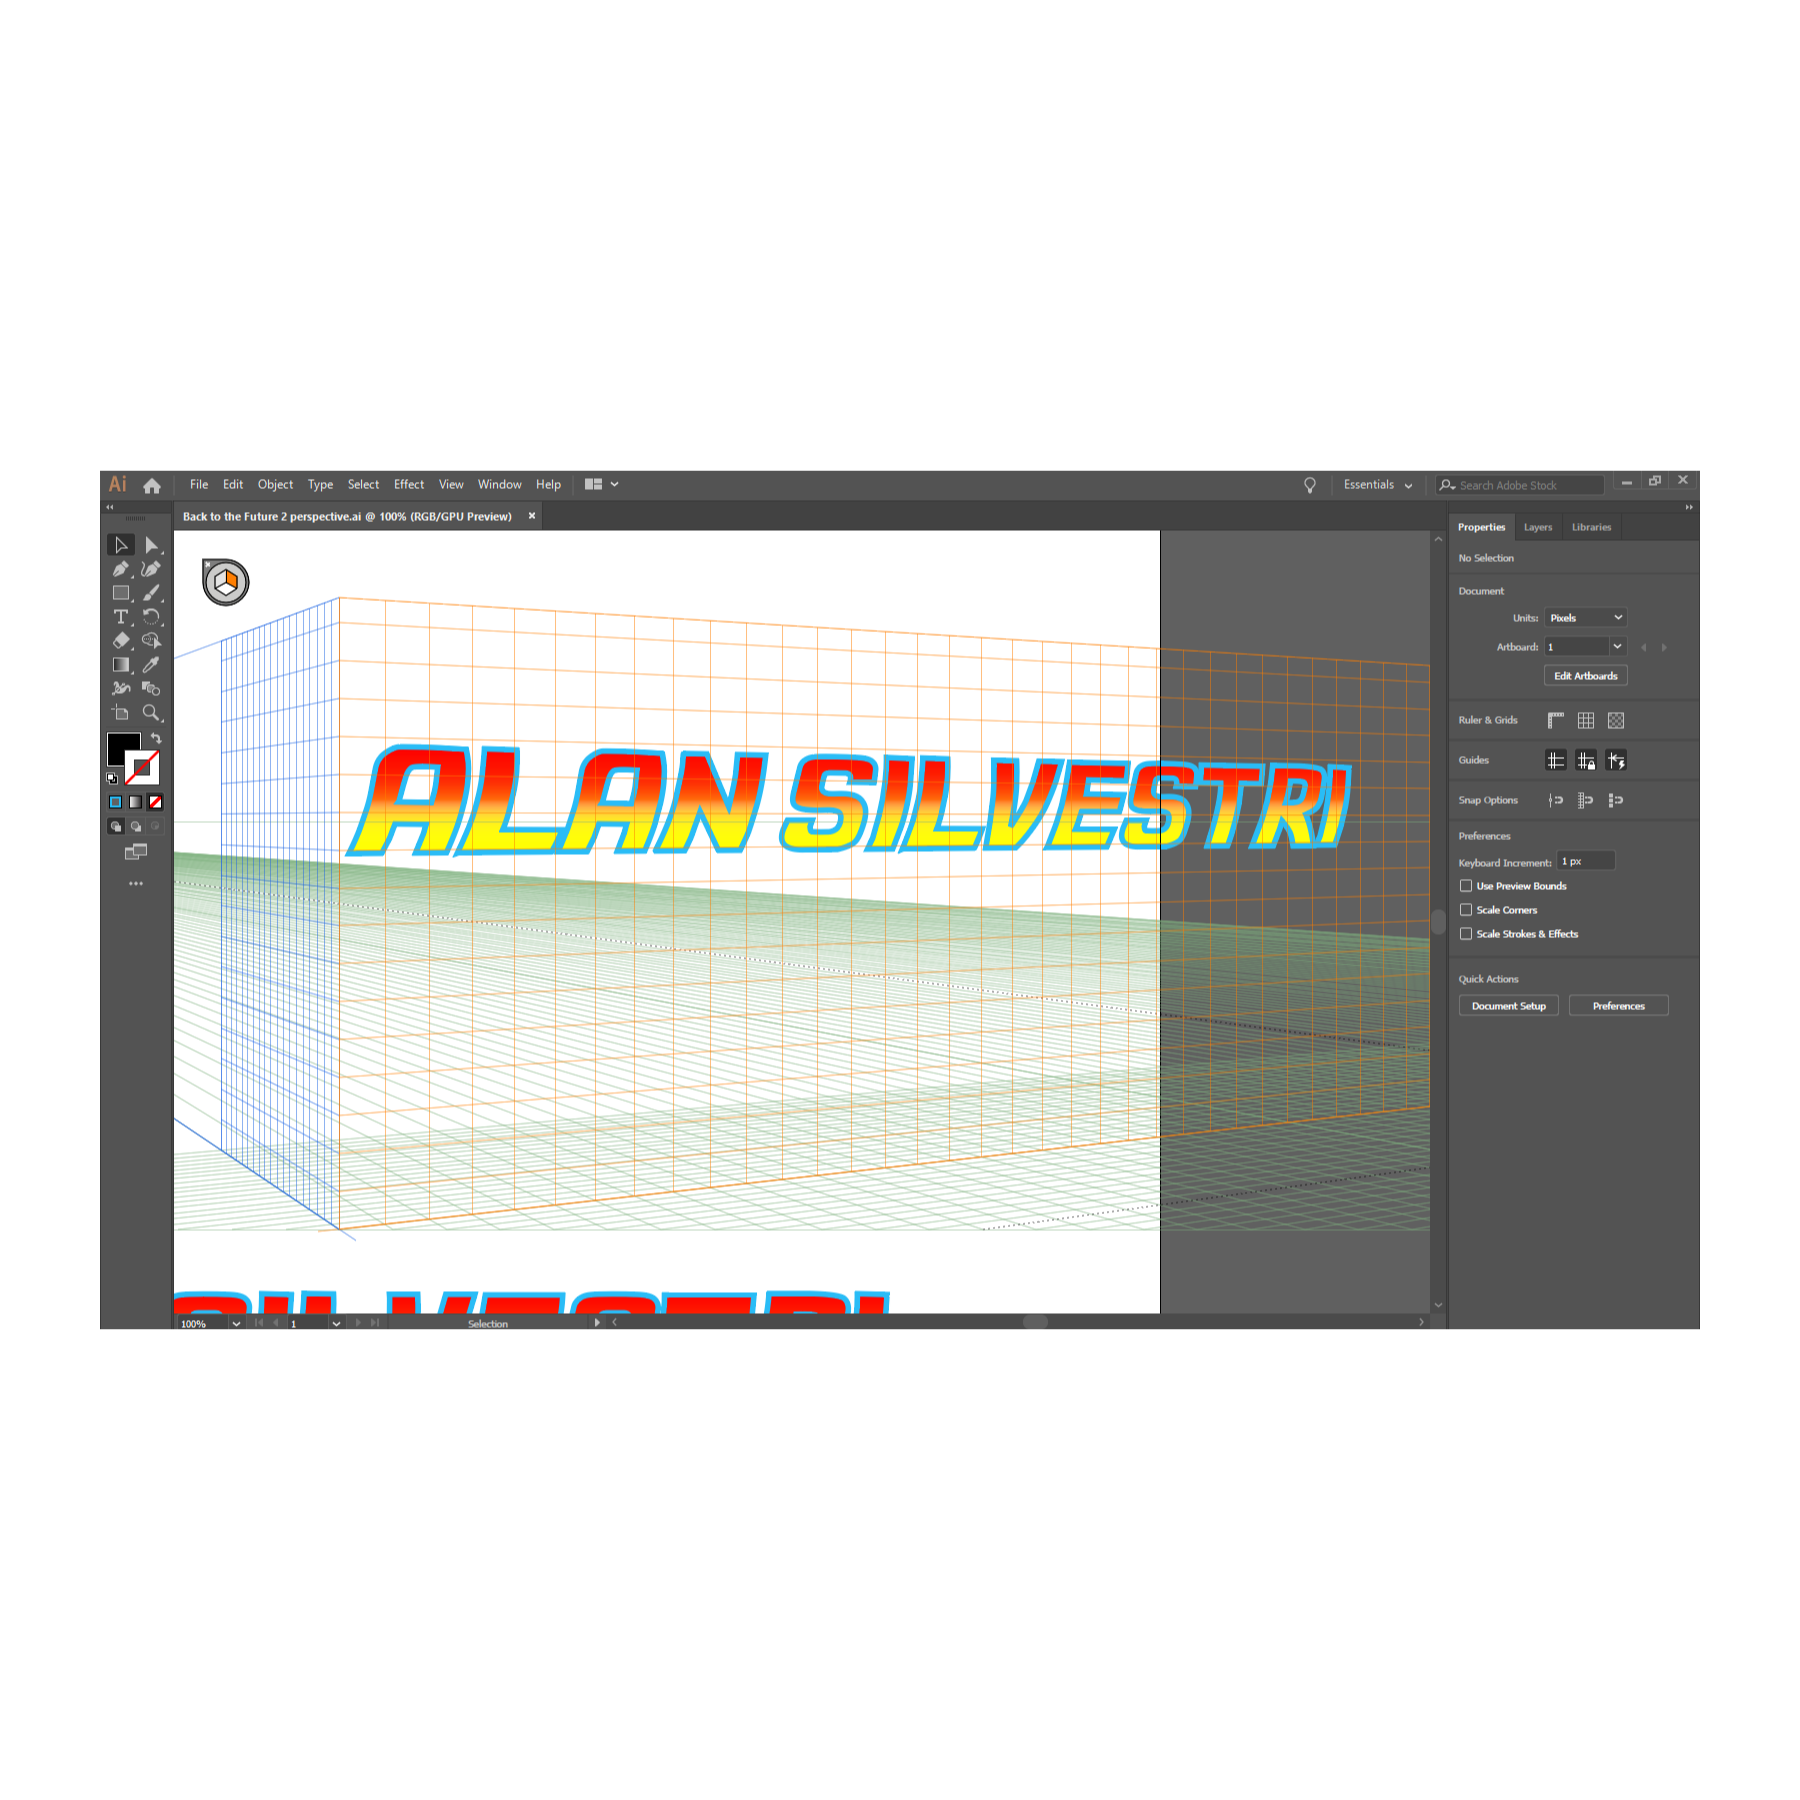 Ai File Edit Object Type Select Effect View Window Help Essentials Search Adobe Stock
Back to the Future 2 perspective.ai @ 100% (RGB/GPU Preview)
Properties Layers Libraries
No Selection
Document
Units: Pixels
Artboard: 1
Edit Artboards
Ruler & Grids
Guides
Snap Options
Preferences
Keyboard Increment: 1 px
Use Preview Bounds
Scale Corners
Scale Strokes & Effects
Quick Actions
Document Setup Preferences
ALAN SILVESTRI
SILVESTRI
100% 1 Selection